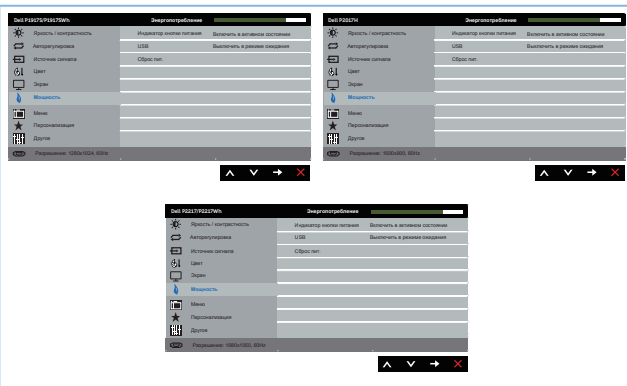 Dell P1917S/P1917SWh Энергопотребление
Яркость / контрастность Индикатор кнопки питания Включить в активном состоянии
Авторегулировка USB Выключить в режиме ожидания
Источник сигнала Сброс пит.
Цвет
Экран
Мощность
Меню
Персонализация
Другое
Разрешение: 1280x1024, 60Hz
Dell P2017H Энергопотребление
Яркость / контрастность Индикатор кнопки питания Включить в активном состоянии
Авторегулировка USB Выключить в режиме ожидания
Источник сигнала Сброс пит.
Цвет
Экран
Мощность
Меню
Персонализация
Другое
Разрешение: 1600x900, 60Hz
Dell P2217/P2217Wh Энергопотребление
Яркость / контрастность Индикатор кнопки питания Включить в активном состоянии
Авторегулировка USB Выключить в режиме ожидания
Источник сигнала Сброс пит.
Цвет
Экран
Мощность
Меню
Персонализация
Другое
Разрешение: 1680x1050, 60Hz